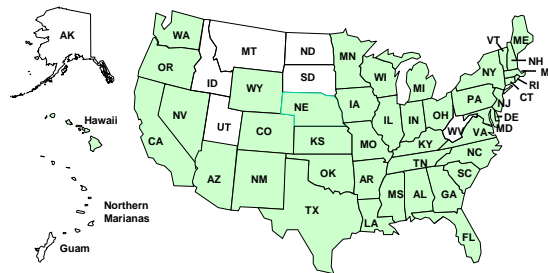 AK
WA
MT
ND
MN
VT
ME
OR
ID
SD
WI
MI
NY
NH
M
RI
CT
WY
NE
IA
PA
NJ
DE
MD
NV
UT
CO
IL
IN
OH
WV
VA
Hawaii
CA
KS
MO
KY
NC
TN
AZ
NM
OK
AR
SC
MS
AL
GA
TX
LA
FL
Northern
Marianas
Guam